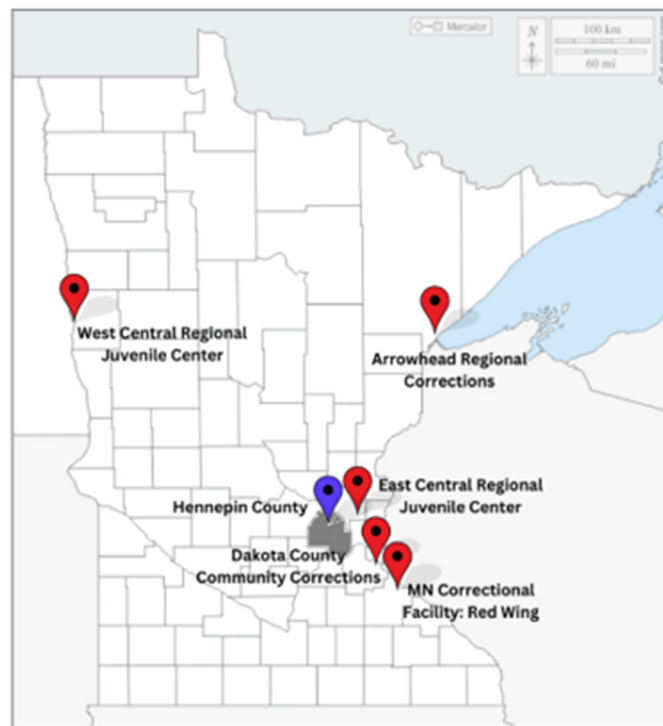 Mercator
N
100 km
60 mi
West Central Regional
Juvenile Center
Arrowhead Regional
Corrections
East Central Regional
Juvenile Center
Hennepin County
Dakota County
Community Corrections
MN Correctional
Facility: Red Wing